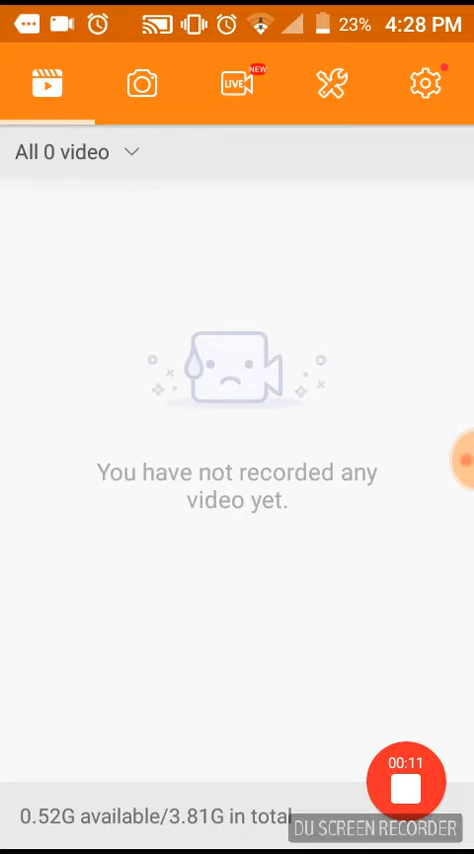 23% 4:28 PM
LIVE NEW
All 0 video
You have not recorded any
video yet.
00:11
0.52G available/3.81G in total
DU SCREEN RECORDER